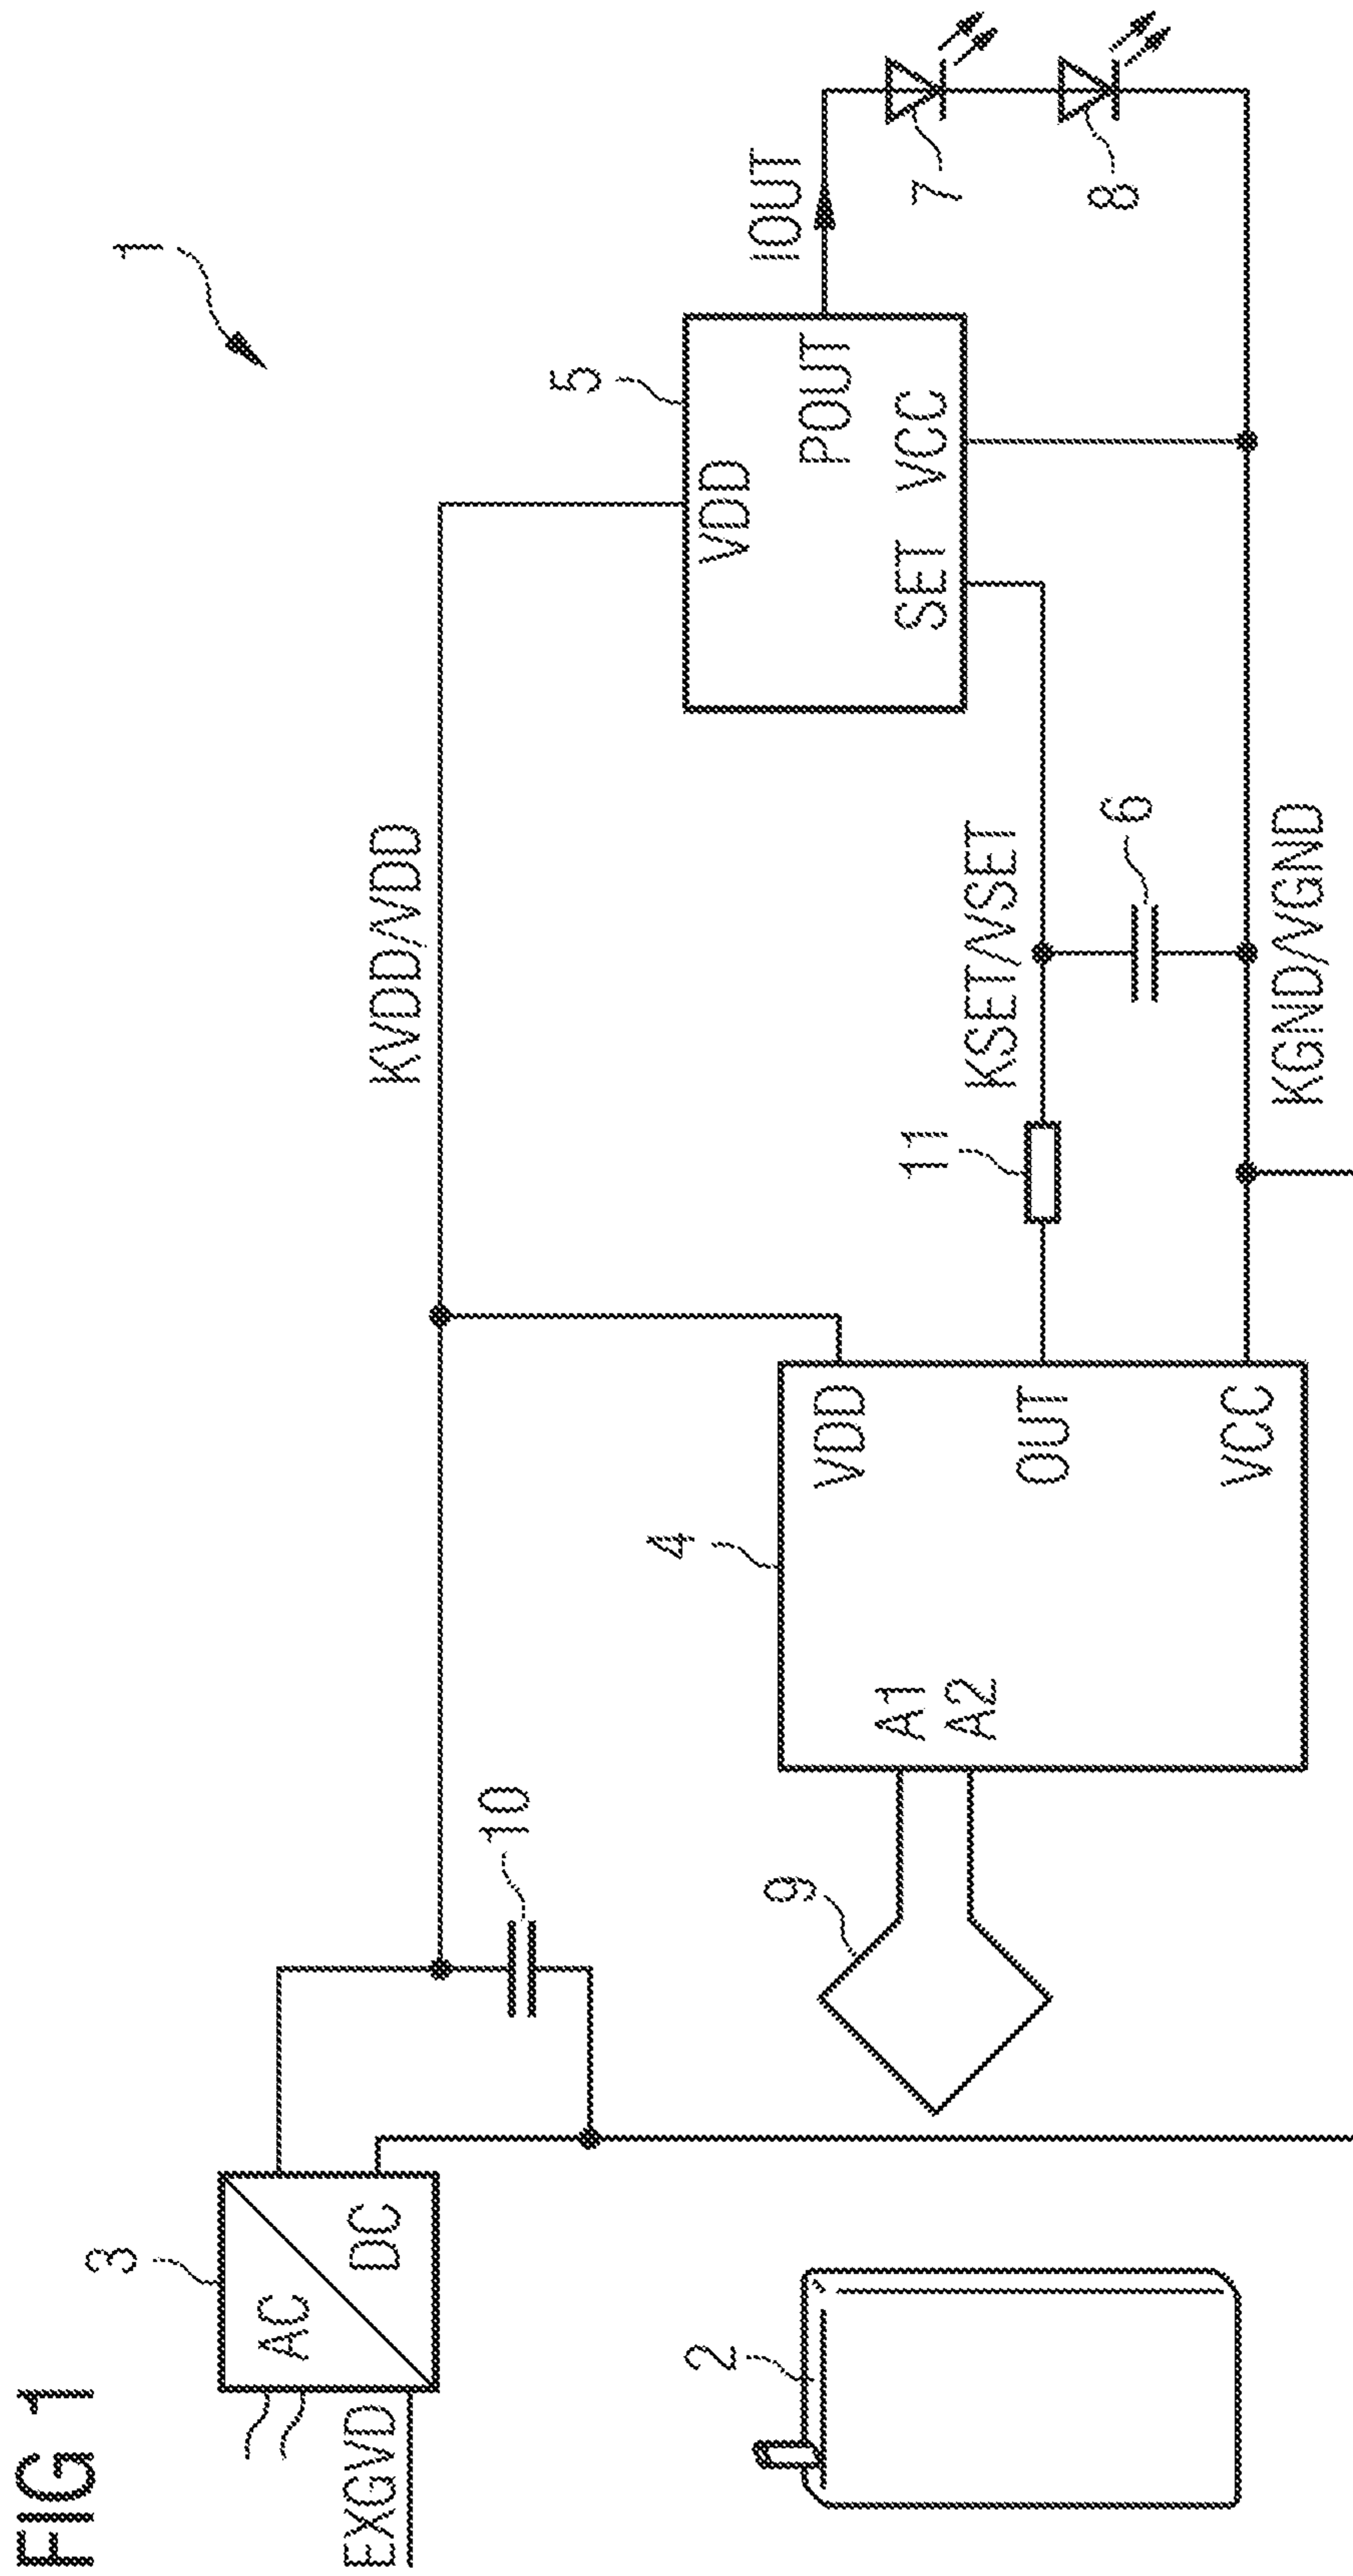 FIG 1
1
3
AC
DC
EXGVD
10
KVDD/VDD
5
VDD
POUT
SET VCC
IOUT
7
8
2
9
4
A1
A2
VDD
OUT
VCC
11
KSET/VSET
6
KGND/VGND